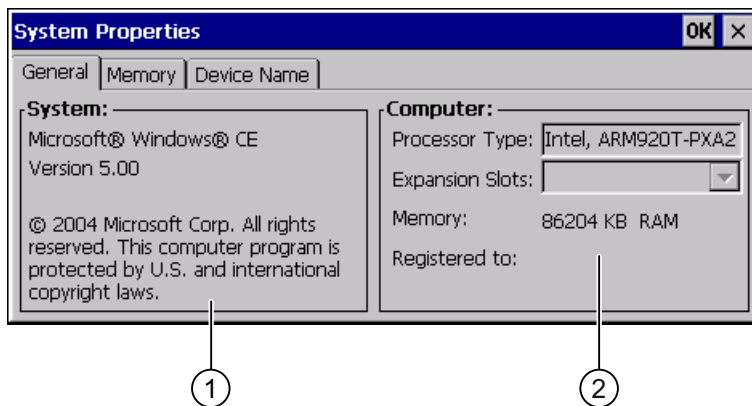 System Properties OK ×
General Memory Device Name
System:
Microsoft® Windows® CE
Version 5.00
© 2004 Microsoft Corp. All rights
reserved. This computer program is
protected by U.S. and international
copyright laws.
Computer:
Processor Type: Intel, ARM920T-PXA2
Expansion Slots:
Memory: 86204 KB RAM
Registered to:
1
2